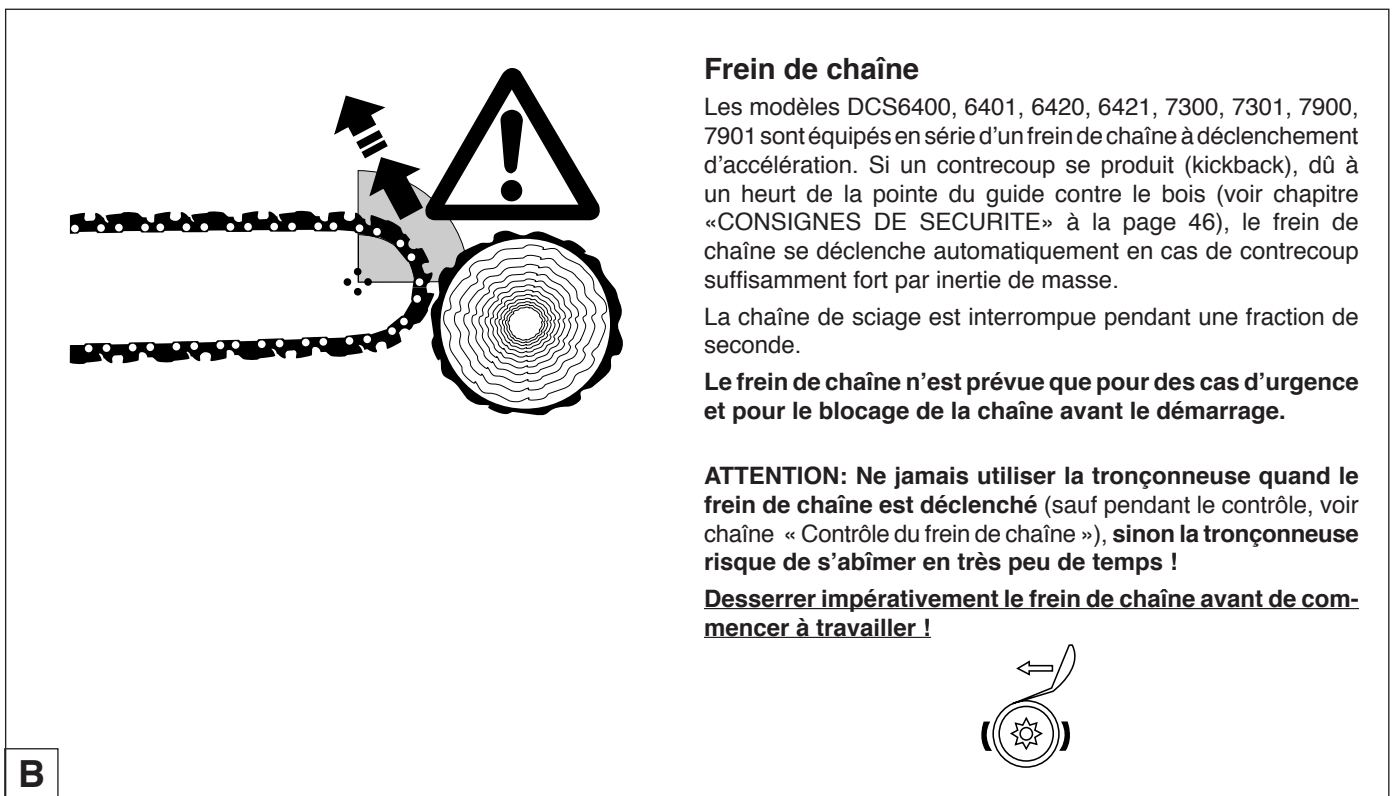 Frein de chaîne
Les modèles DCS6400, 6401, 6420, 6421, 7300, 7301, 7900,
7901 sont équipés en série d’un frein de chaîne à déclenchement
d’accélération. Si un contrecoup se produit (kickback), dû à
un heurt de la pointe du guide contre le bois (voir chapitre
«CONSIGNES DE SECURITE» à la page 46), le frein de
chaîne se déclenche automatiquement en cas de contrecoup
suffisamment fort par inertie de masse.
La chaîne de sciage est interrompue pendant une fraction de
seconde.
Le frein de chaîne n’est prévue que pour des cas d’urgence
et pour le blocage de la chaîne avant le démarrage.
ATTENTION: Ne jamais utiliser la tronçonneuse quand le
frein de chaîne est déclenché (sauf pendant le contrôle, voir
chaîne « Contrôle du frein de chaîne »), sinon la tronçonneuse
risque de s’abîmer en très peu de temps !
Desserrer impérativement le frein de chaîne avant de com-
mencer à travailler !
B